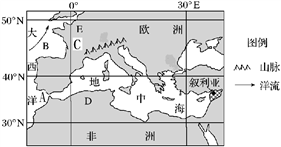 0° 30°E
50°N
大 E 欧 洲
B C
图例
山脉
洋流
西
40°N
地 叙利亚
洋 A D 中
海
30°N
非 洲